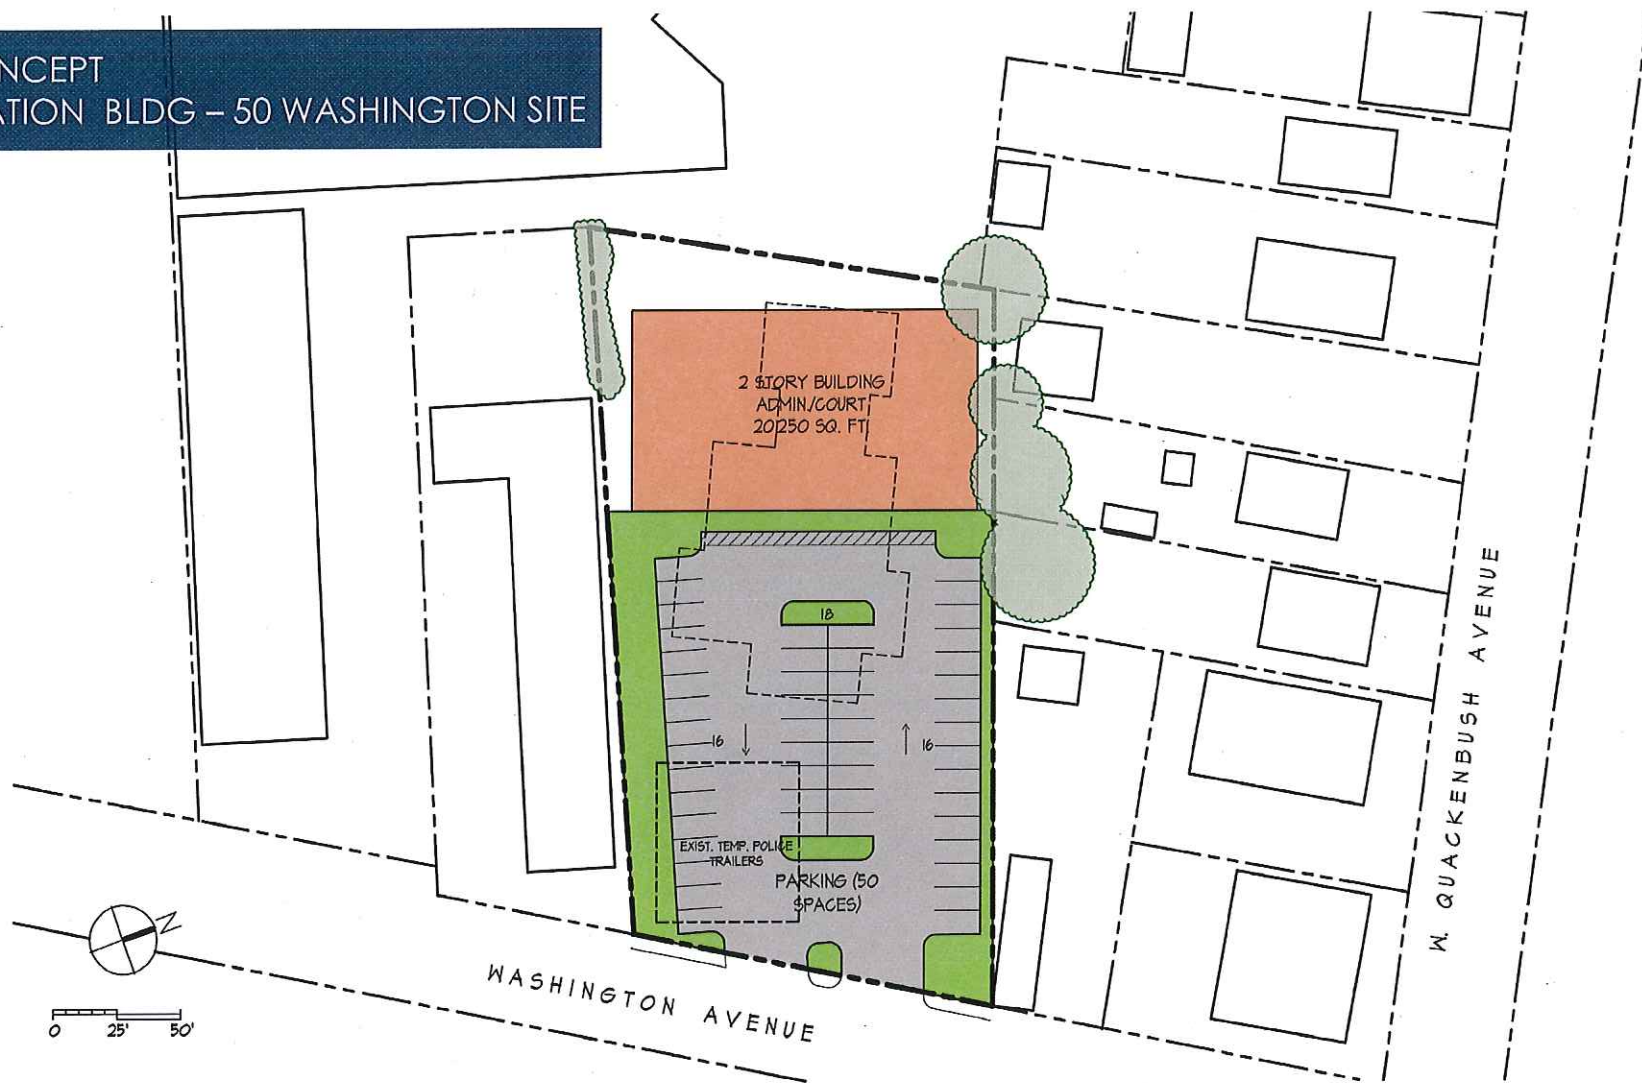 NCEPT
ATION BLDG – 50 WASHINGTON SITE
2 STORY BUILDING
ADMIN./COURT
20,250 SQ. FT.
18
16
16
EXIST. TEMP. POLICE
TRAILERS
PARKING (50
SPACES)
N
0 25' 50'
WASHINGTON AVENUE
W. QUACKENBUSH AVENUE